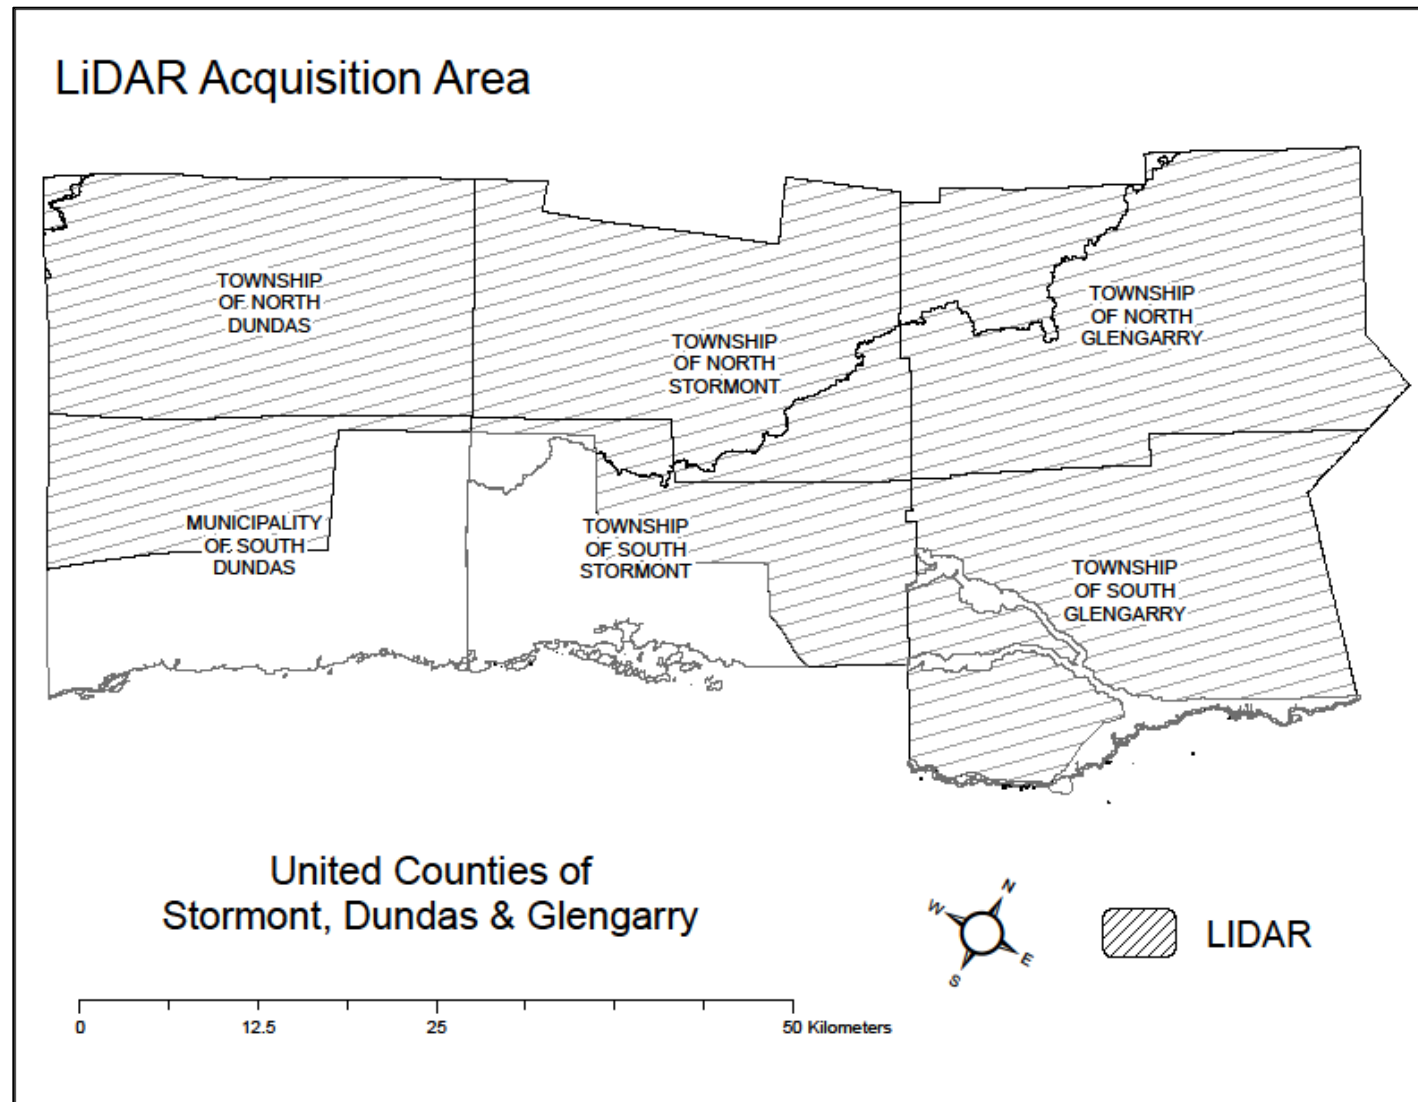 LiDAR Acquisition Area
TOWNSHIP
OF NORTH
DUNDAS
TOWNSHIP
OF NORTH
STORMONT
TOWNSHIP
OF NORTH
GLENGARRY
MUNICIPALITY
OF SOUTH
DUNDAS
TOWNSHIP
OF SOUTH
STORMONT
TOWNSHIP
OF SOUTH
GLENGARRY
United Counties of
Stormont, Dundas & Glengarry
N
W
E
S
LIDAR
0 12.5 25 50 Kilometers